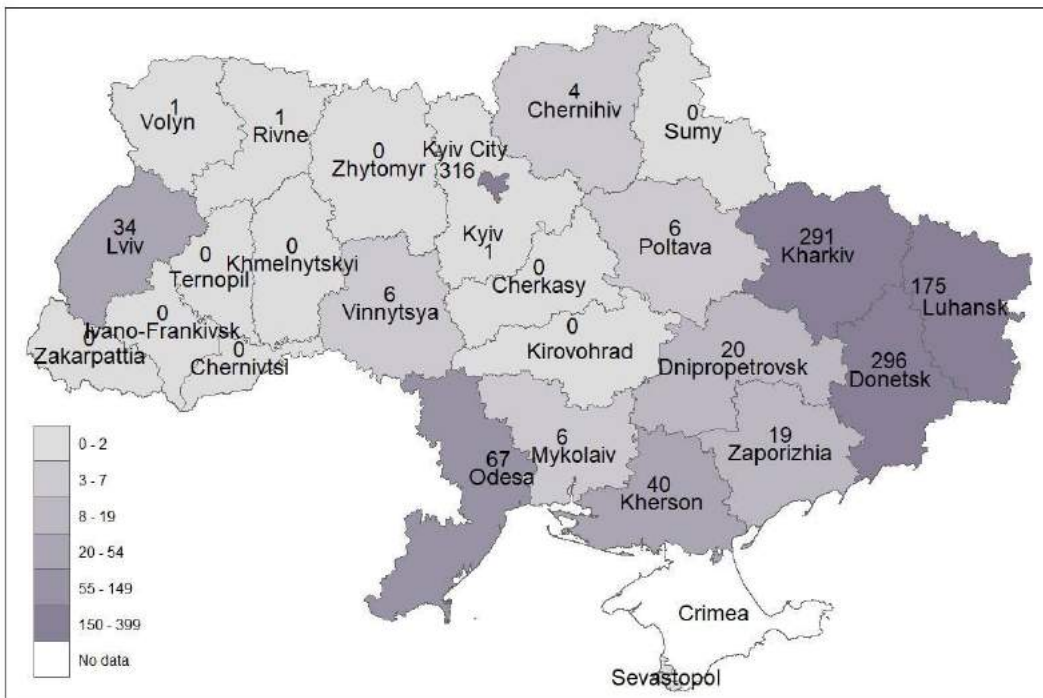 1
Volyn
1
Rivne
0
Zhytomyr
Kyiv City
316
4
Chernihiv
0
Sumy
34
Lviv
0
Ternopil
0
Khmelnytskyi
Kyiv
1
6
Poltava
291
Kharkiv
175
Luhansk
0
Cherkasy
6
Vinnytsya
0
Ivano-Frankivsk
0
Zakarpattia
0
Chernivtsi
0
Kirovohrad
20
Dnipropetrovsk
296
Donetsk
6
Mykolaiv
19
Zaporizhia
67
Odesa
40
Kherson
Crimea
Sevastopol
0 - 2
3 - 7
8 - 19
20 - 54
55 - 149
150 - 399
No data